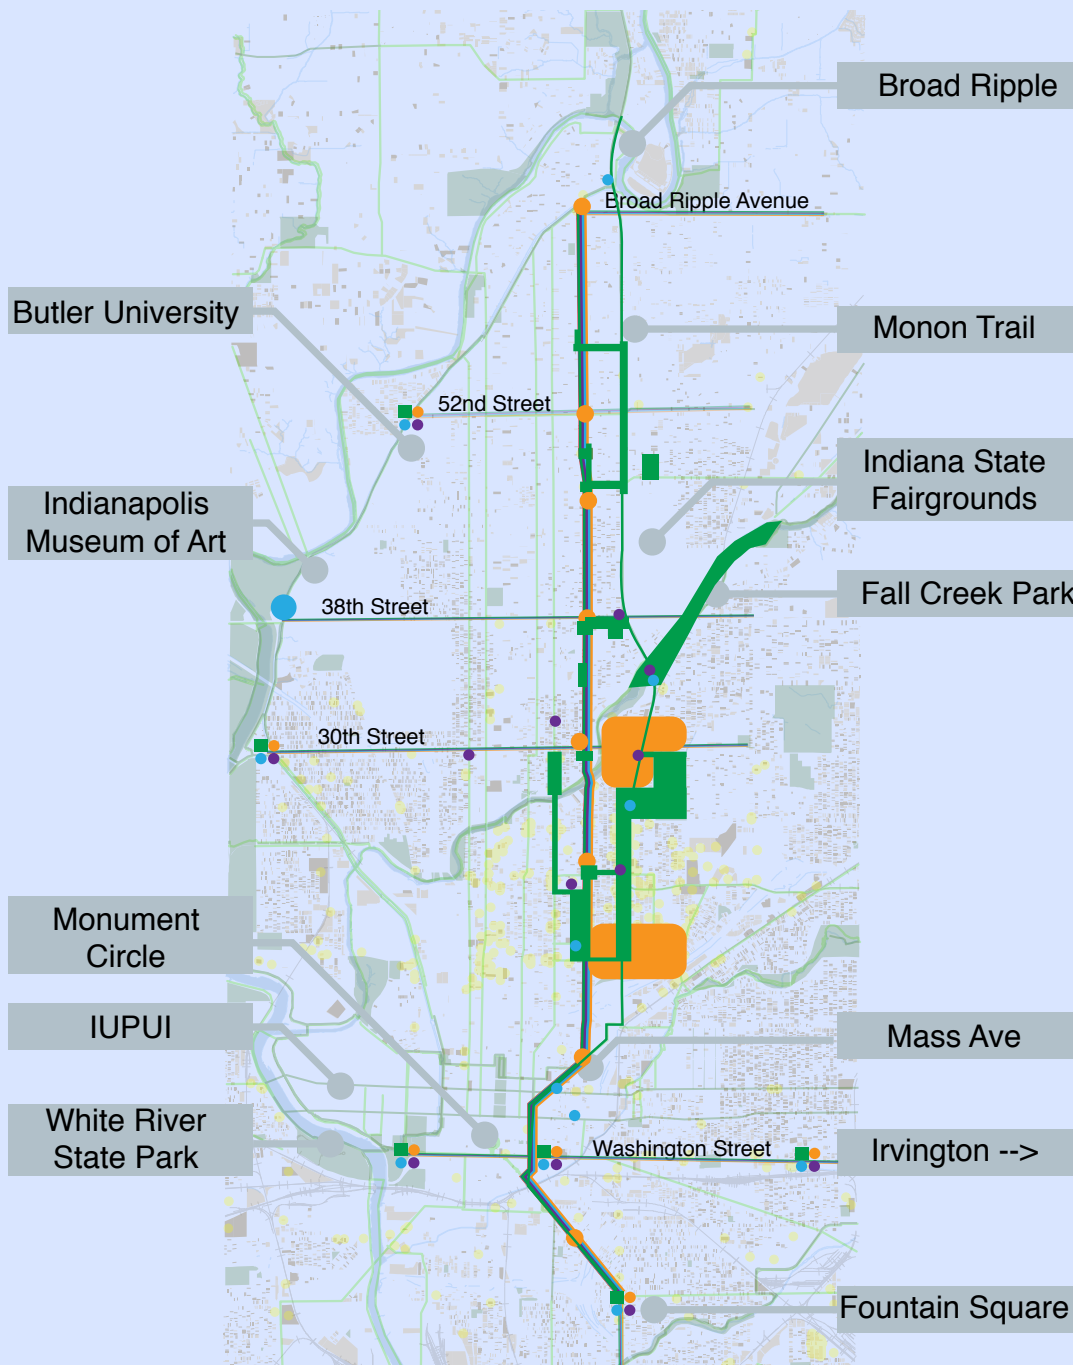 Broad Ripple
Broad Ripple Avenue
Butler University
Monon Trail
52nd Street
Indiana State
Fairgrounds
Indianapolis
Museum of Art
Fall Creek Park
38th Street
30th Street
Monument
Circle
IUPUI
Mass Ave
White River
State Park
Washington Street
Irvington -->
Fountain Square